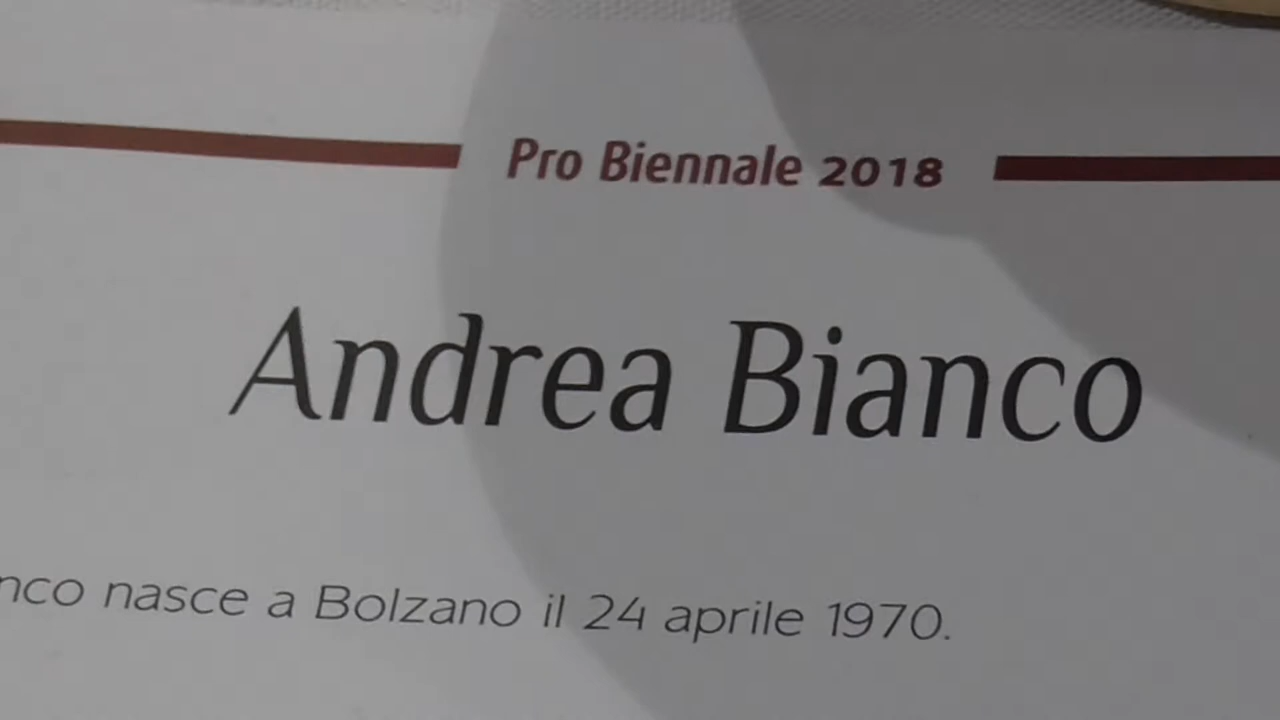 Pro Biennale 2018
Andrea Bianco
nco nasce a Bolzano il 24 aprile 1970.